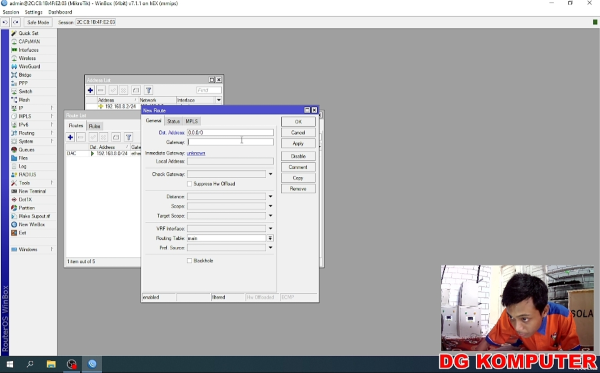 admin@2C:C8:1B:4F:E2:03 (MikroTik) - WinBox (64bit) v7.1.1 on hEX (mmips)
Session Settings Dashboard
Safe Mode Session: 2C:C8:1B:4F:E2:03
Quick Set
CAPsMAN
Interfaces
Wireless
WireGuard
Bridge
PPP
Switch
Mesh
IP
MPLS
IPv6
Routing
System
Queues
Files
Log
RADIUS
Tools
New Terminal
Dot1X
Partition
Make Supout.rif
New WinBox
Exit
Windows
RouterOS WinBox
Address List
Find
Address Network Interface
192.168.8.2/24
Route List
Routes Rules
Dst. Address
DAC 192.168.8.0/24
1 item out of 5
New Route
General Status MPLS
Dst. Address: 0.0.0.0/0
Gateway:
Immediate Gateway: unknown
Local Address:
Check Gateway:
Suppress Hw Offload
Distance:
Scope:
Target Scope:
VRF Interface:
Routing Table: main
Pref. Source:
Blackhole
OK
Cancel
Apply
Disable
Comment
Copy
Remove
enabled filtered Hw Offloaded ECMP
SOLA
DG KOMPUTER